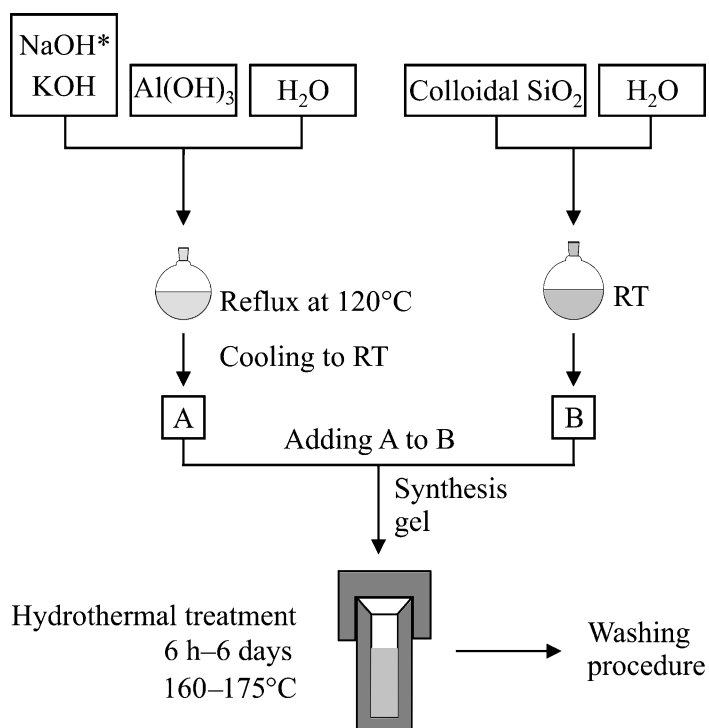 NaOH*
KOH
Al(OH)₃
H₂O
Colloidal SiO₂
H₂O
Reflux at 120°C
RT
Cooling to RT
A
B
Adding A to B
Synthesis
gel
Hydrothermal treatment
6 h–6 days
160–175°C
Washing
procedure